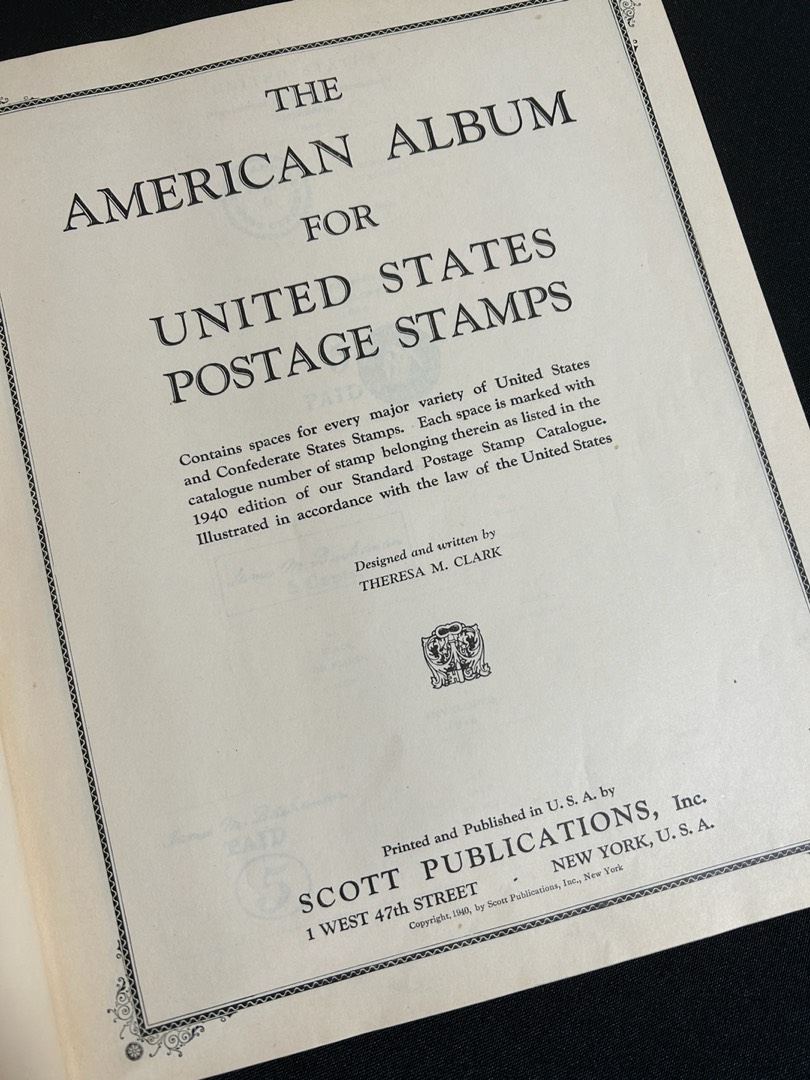 THE
AMERICAN ALBUM
FOR
UNITED STATES
POSTAGE STAMPS
Contains spaces for every major variety of United States
and Confederate States Stamps. Each space is marked with
catalogue number of stamp belonging therein as listed in the
1940 edition of our Standard Postage Stamp Catalogue.
Illustrated in accordance with the law of the United States
Designed and written by
THERESA M. CLARK
Printed and Published in U. S. A. by
SCOTT PUBLICATIONS, Inc.
1 WEST 47th STREET · NEW YORK, U. S. A.
Copyright, 1940, by Scott Publications, Inc., New York
PAID
PAID
5